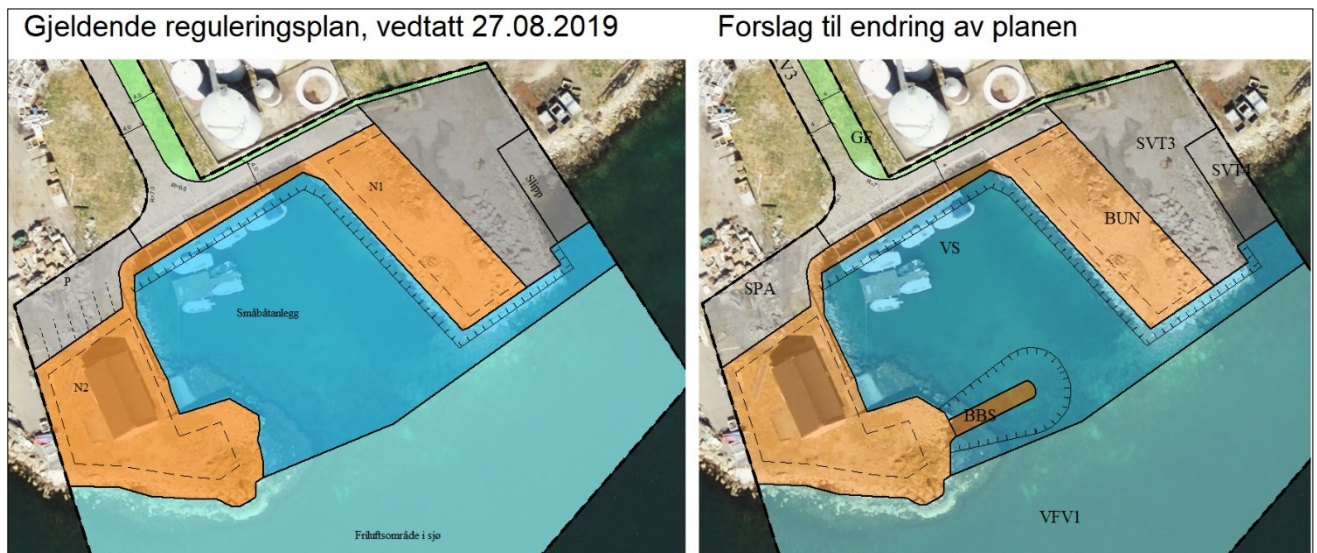 Gjeldende reguleringsplan, vedtatt 27.08.2019
Forslag til endring av planen
N1
Slipp
P
Småbåtanlegg
N2
Friluftsområde i sjø
V3
GF
SVT3
BUN
VS
SPA
BBS
VFV1